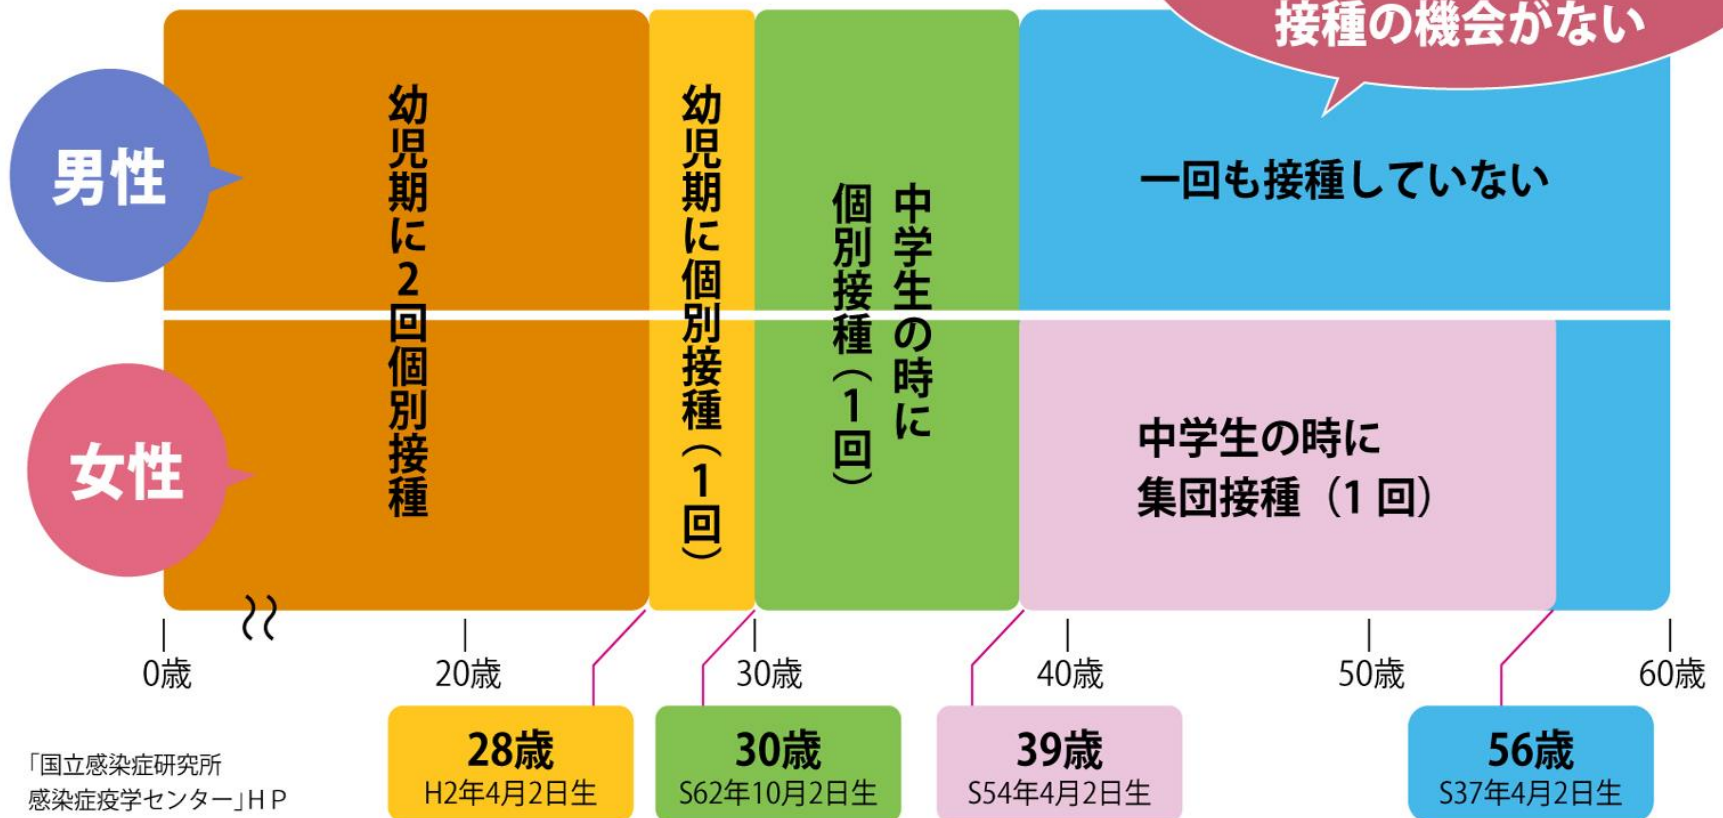 接種の機会がない
男性
幼児期に2回個別接種
幼児期に個別接種（1回）
中学生の時に
個別接種（1回）
一回も接種していない
女性
中学生の時に
集団接種（1回）
0歳
20歳
30歳
40歳
50歳
60歳
28歳
H2年4月2日生
30歳
S62年10月2日生
39歳
S54年4月2日生
56歳
S37年4月2日生
「国立感染症研究所
感染症疫学センター」HP